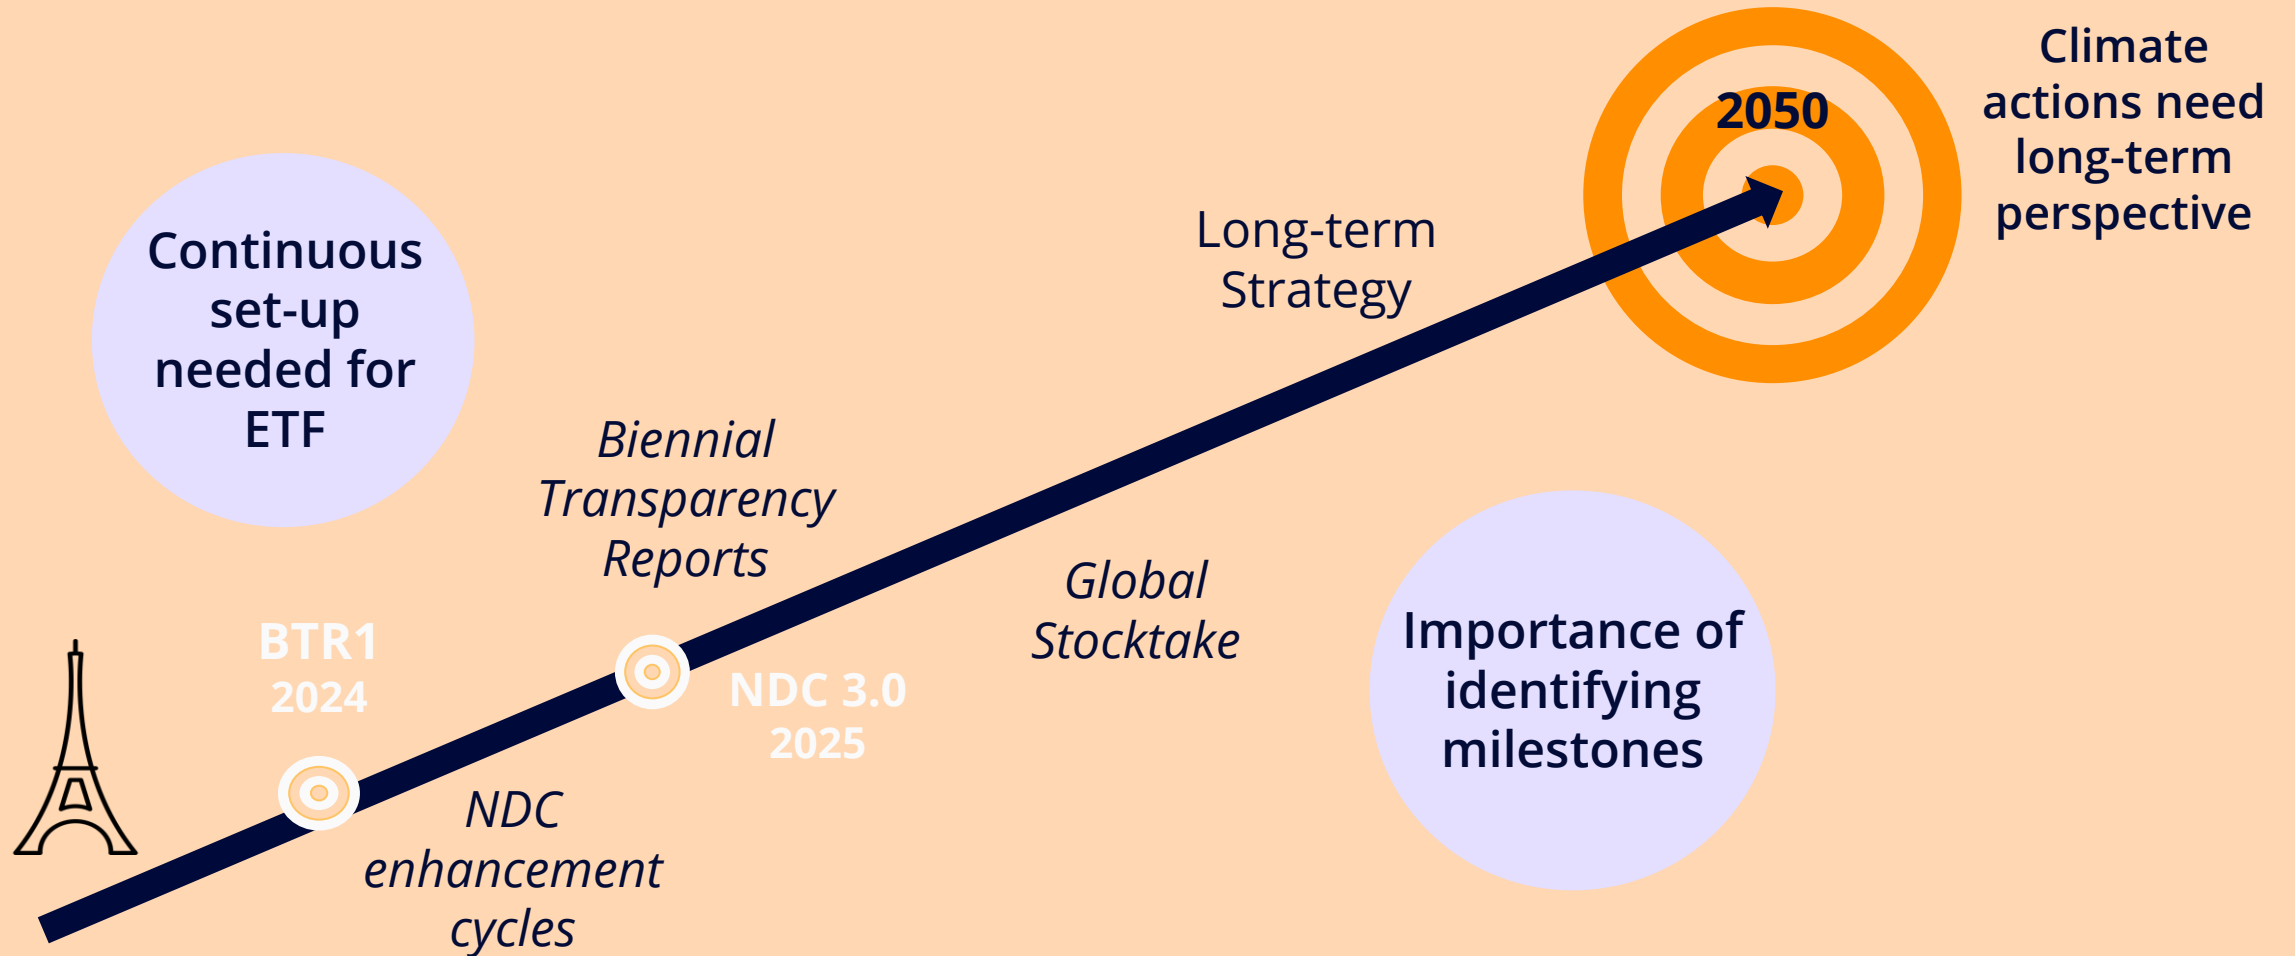 Climate
actions need
long-term
perspective
2050
Continuous
set-up
needed for
ETF
Long-term
Strategy
Biennial
Transparency
Reports
Global
Stocktake
Importance of
identifying
milestones
BTR1
2024
NDC 3.0
2025
NDC
enhancement
cycles